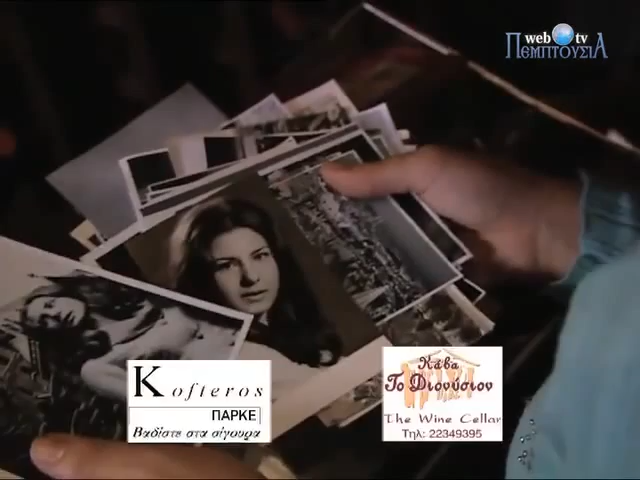 web tv
ΠΕΜΠΤΟΥΣΙΑ
Kofteros
ΠΑΡΚΕ
Βαδίστε στα σίγουρα
Κάβα
Το Διονύσιον
The Wine Cellar
Τηλ: 22349395